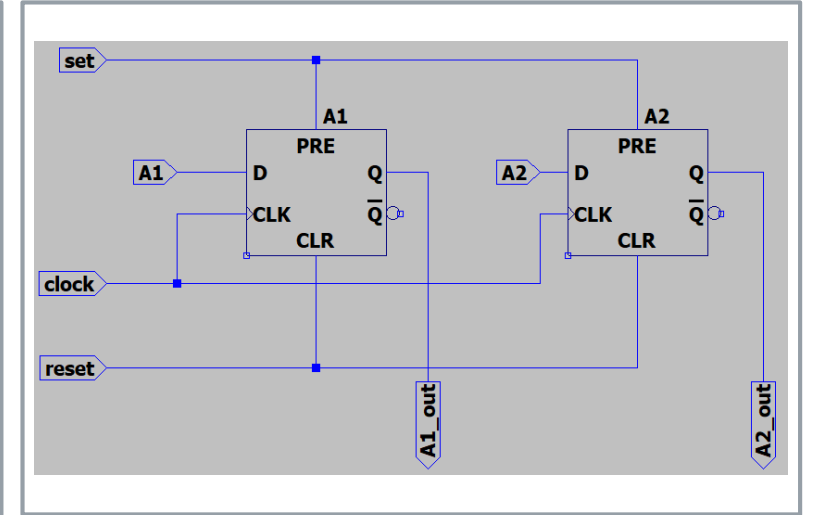 set
A1
A2
PRE
PRE
A1
D
Q
A2
D
Q
CLK
Q̅
CLK
Q̅
CLR
CLR
clock
reset
A1_out
A2_out